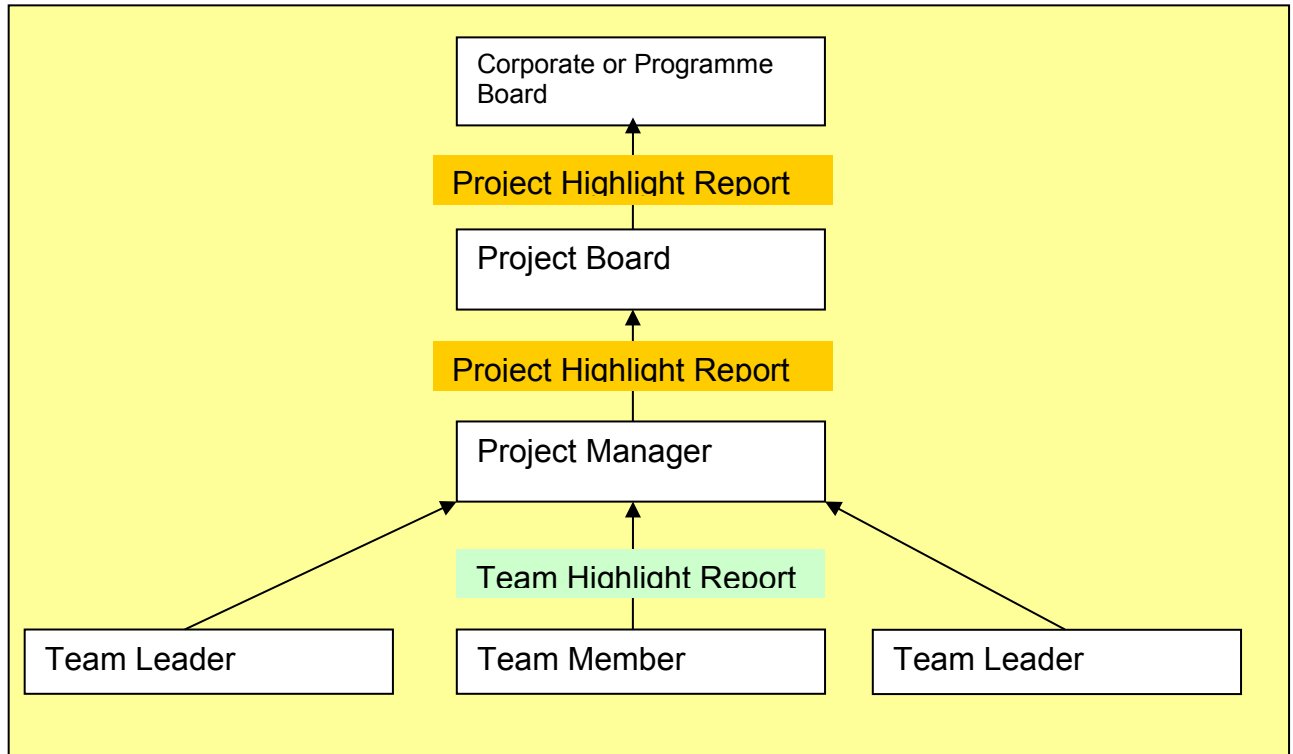 Corporate or Programme
Board
Project Highlight Report
Project Board
Project Highlight Report
Project Manager
Team Highlight Report
Team Leader
Team Member
Team Leader